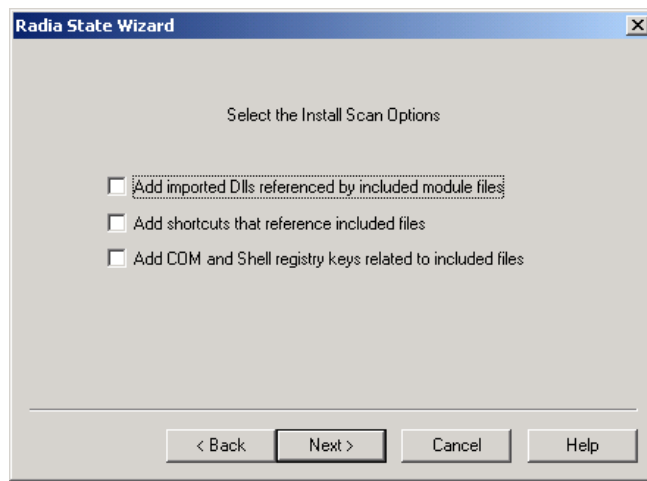 Radia State Wizard
Select the Install Scan Options
Add imported Dlls referenced by included module files
Add shortcuts that reference included files
Add COM and Shell registry keys related to included files
< Back Next > Cancel Help